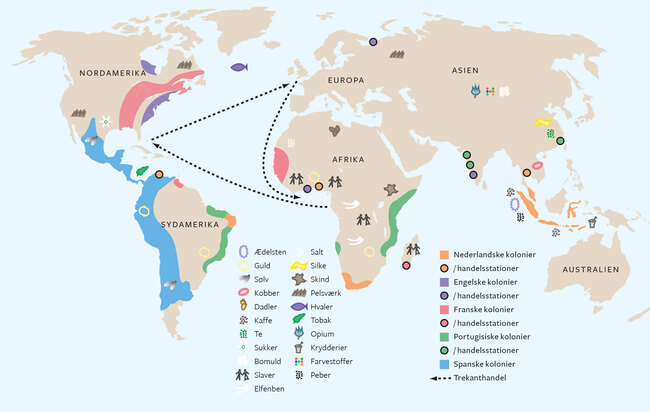 NORDAMERIKA
EUROPA
ASIEN
AFRIKA
SYDAMERIKA
AUSTRALIEN
Ædelsten
Guld
Sølv
Kobber
Dadler
Kaffe
Te
Sukker
Bomuld
Slaver
Elfenben
Salt
Silke
Skind
Pelsværk
Hvaler
Tobak
Opium
Krydderier
Farvestoffer
Peber
Nederlandske kolonier
/handelsstationer
Engelske kolonier
/handelsstationer
Franske kolonier
/handelsstationer
Portugisiske kolonier
/handelsstationer
Spanske kolonier
Trekanthandel